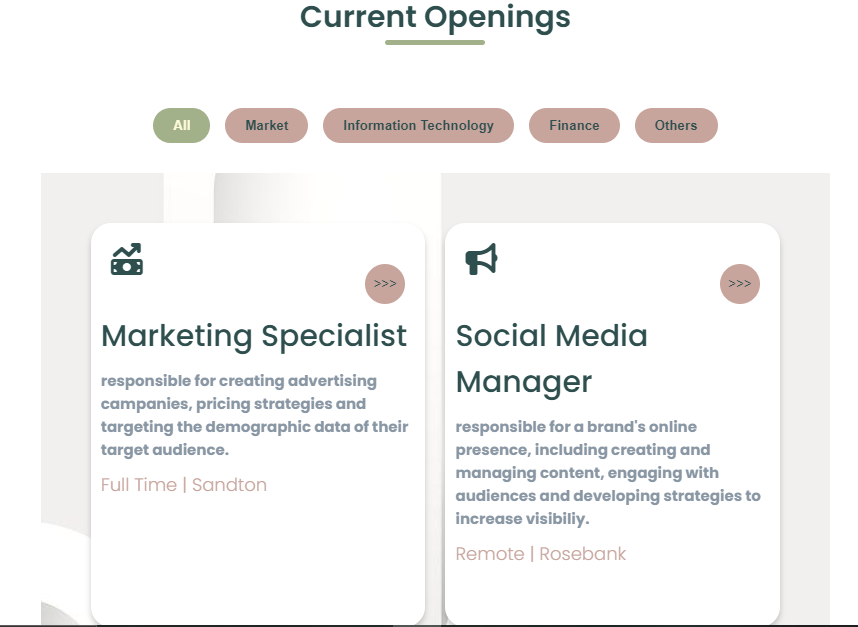 Current Openings
All
Market
Information Technology
Finance
Others
>>>
Marketing Specialist
responsible for creating advertising
campaigns, pricing strategies and
targeting the demographic data of their
target audience.
Full Time | Sandton
>>>
Social Media
Manager
responsible for a brand's online
presence, including creating and
managing content, engaging with
audiences and developing strategies to
increase visibiliy.
Remote | Rosebank